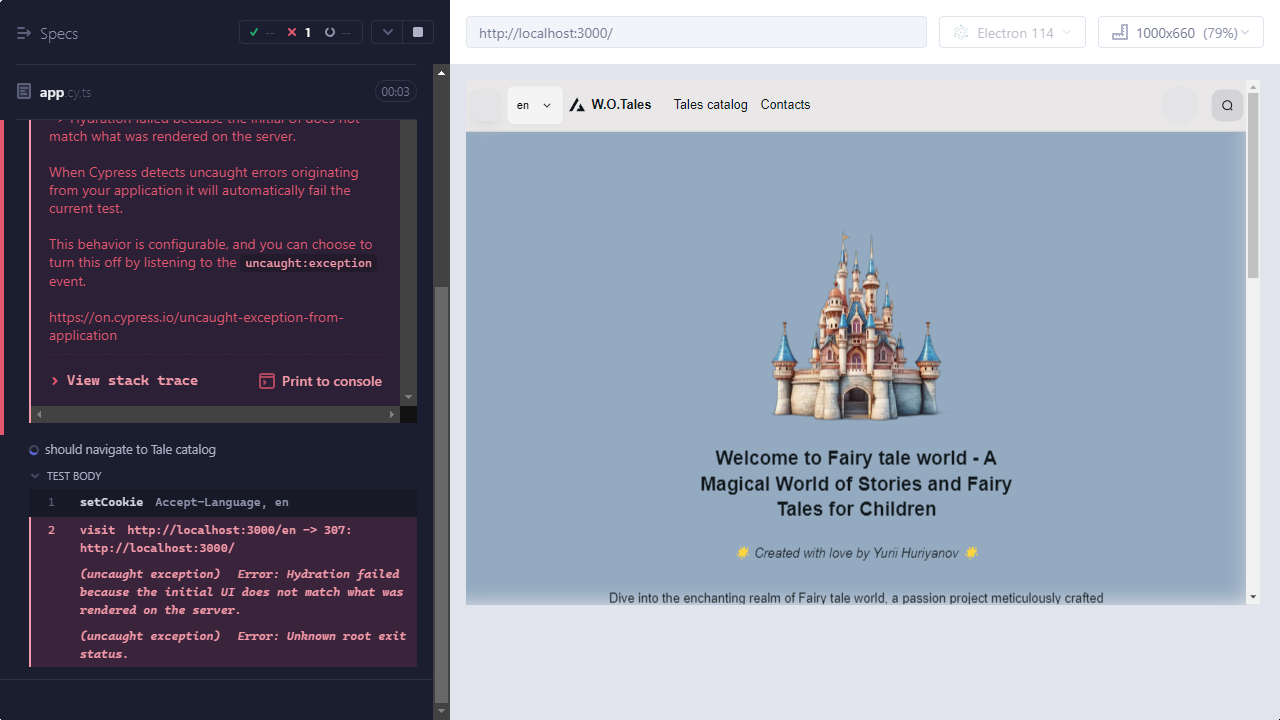 Specs
-- 1 --
app.cy.ts
00:03
> Hydration failed because the initial UI does not
match what was rendered on the server.
When Cypress detects uncaught errors originating
from your application it will automatically fail the
current test.
This behavior is configurable, and you can choose to
turn this off by listening to the uncaught:exception
event.
https://on.cypress.io/uncaught-exception-from-
application
View stack trace
Print to console
should navigate to Tale catalog
TEST BODY
1 setCookie Accept-Language, en
2 visit http://localhost:3000/en -> 307:
http://localhost:3000/
(uncaught exception) Error: Hydration failed
because the initial UI does not match what was
rendered on the server.
(uncaught exception) Error: Unknown root exit
status.
http://localhost:3000/
Electron 114
1000x660 (79%)
en
W.O.Tales
Tales catalog
Contacts
Welcome to Fairy tale world - A
Magical World of Stories and Fairy
Tales for Children
🌟 Created with love by Yurii Huriyanov 🌟
Dive into the enchanting realm of Fairy tale world, a passion project meticulously crafted